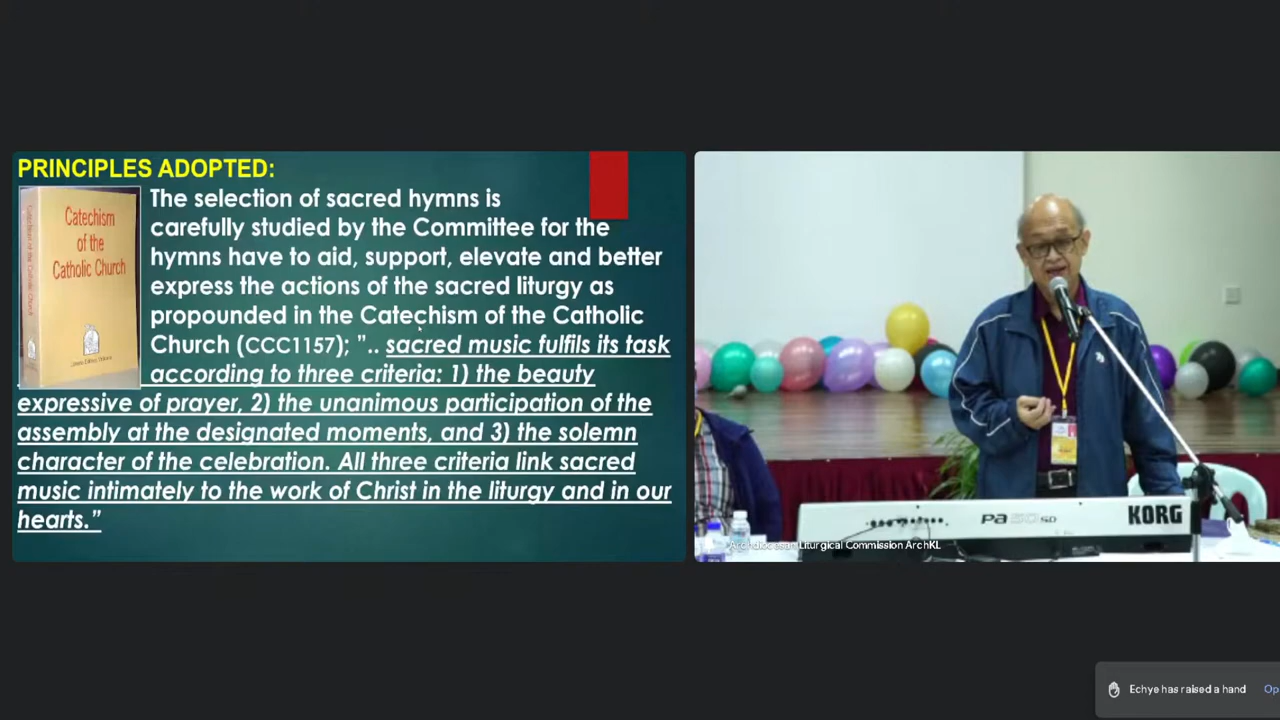 PRINCIPLES ADOPTED:
Catechism
of the
Catholic Church
The selection of sacred hymns is
carefully studied by the Committee for the
hymns have to aid, support, elevate and better
express the actions of the sacred liturgy as
propounded in the Catechism of the Catholic
Church (CCC1157); ".. sacred music fulfils its task
according to three criteria: 1) the beauty
expressive of prayer, 2) the unanimous participation of the
assembly at the designated moments, and 3) the solemn
character of the celebration. All three criteria link sacred
music intimately to the work of Christ in the liturgy and in our
hearts."
KORG
Archdiocesan Liturgical Commission ArchKL
Echye has raised a hand
Op